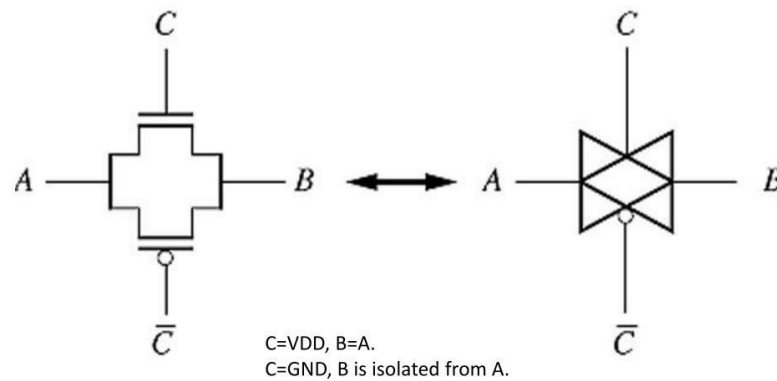 C C
A B A B
C̅ C̅
C=VDD, B=A.
C=GND, B is isolated from A.